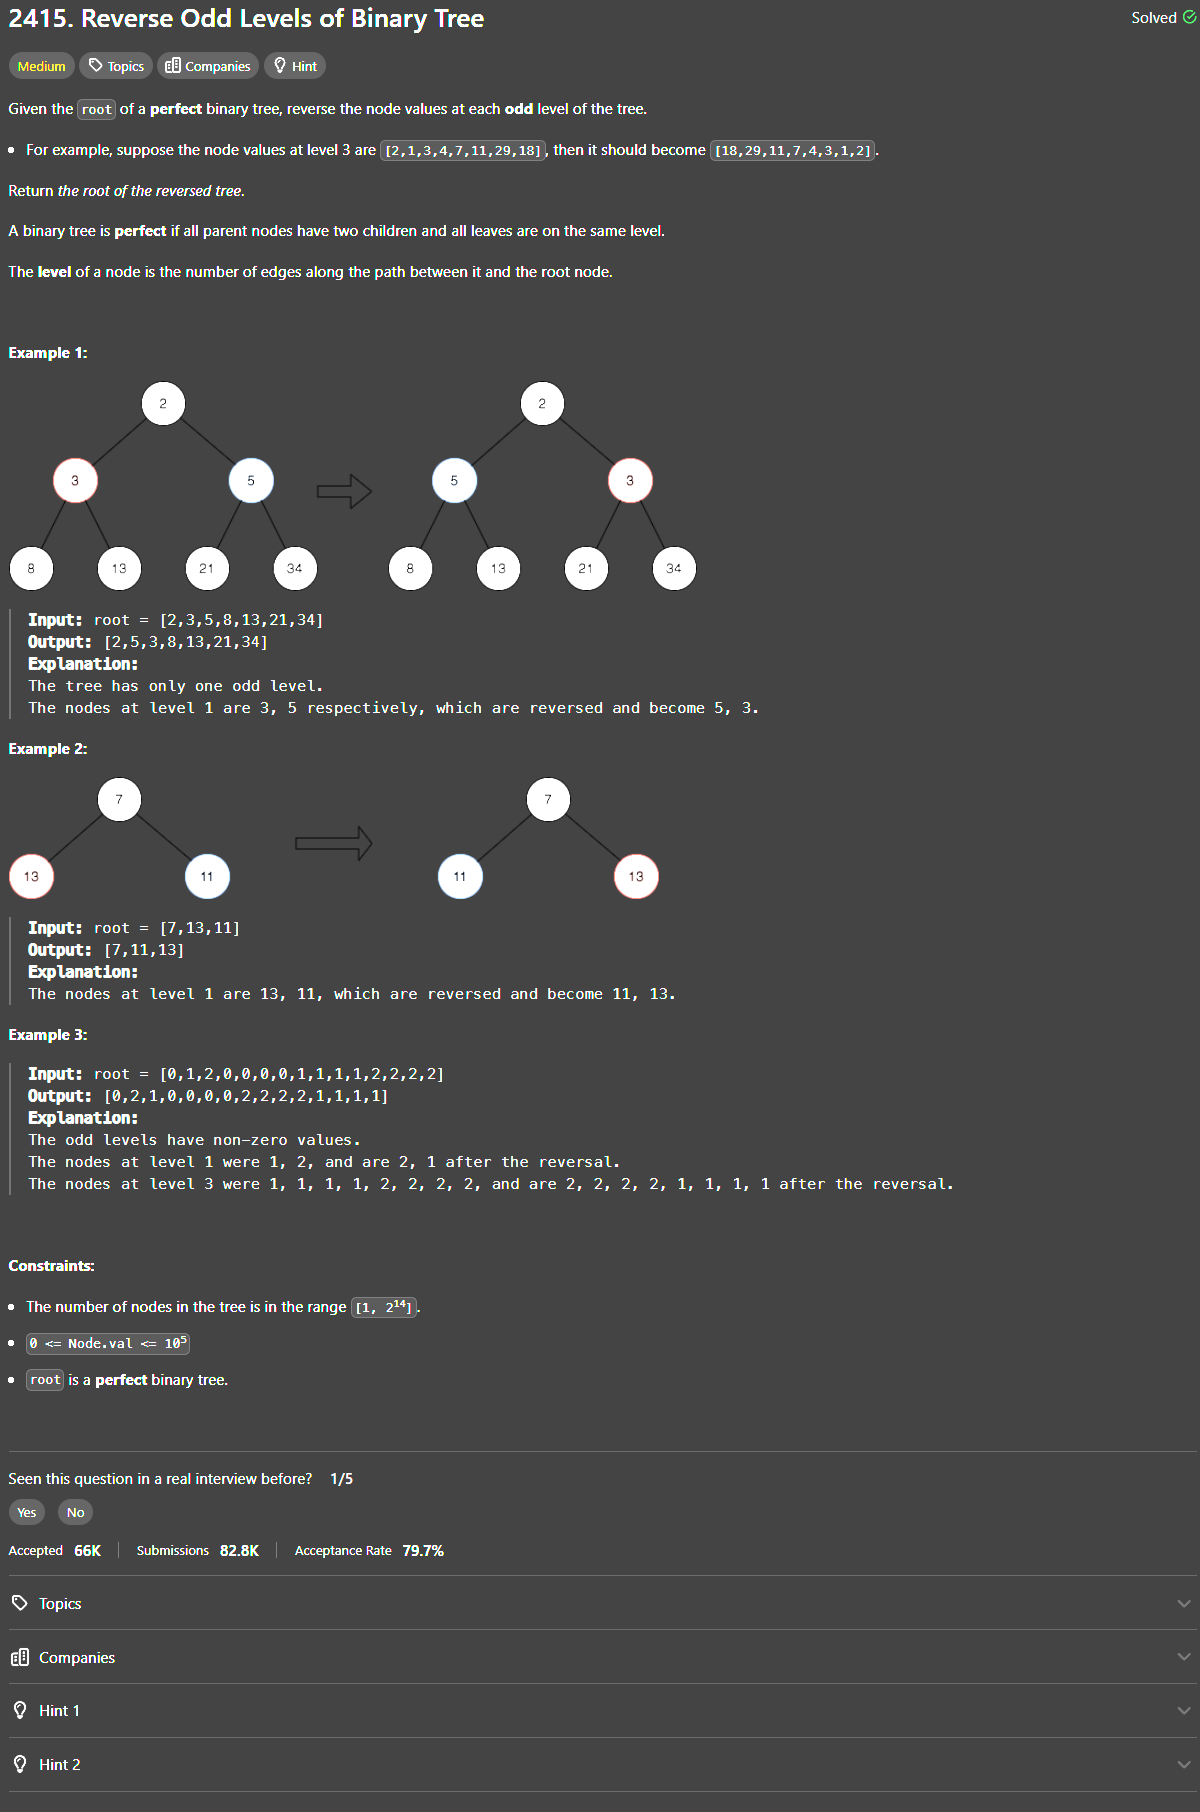 2415. Reverse Odd Levels of Binary Tree
Solved
Medium Topics Companies Hint
Given the root of a perfect binary tree, reverse the node values at each odd level of the tree.
• For example, suppose the node values at level 3 are [2,1,3,4,7,11,29,18], then it should become [18,29,11,7,4,3,1,2].
Return the root of the reversed tree.
A binary tree is perfect if all parent nodes have two children and all leaves are on the same level.
The level of a node is the number of edges along the path between it and the root node.
Example 1:
2 2
3 5 5 3
8 13 21 34 8 13 21 34
Input: root = [2,3,5,8,13,21,34]
Output: [2,5,3,8,13,21,34]
Explanation:
The tree has only one odd level.
The nodes at level 1 are 3, 5 respectively, which are reversed and become 5, 3.
Example 2:
7 7
13 11 11 13
Input: root = [7,13,11]
Output: [7,11,13]
Explanation:
The nodes at level 1 are 13, 11, which are reversed and become 11, 13.
Example 3:
Input: root = [0,1,2,0,0,0,0,1,1,1,1,2,2,2,2]
Output: [0,2,1,0,0,0,0,2,2,2,2,1,1,1,1]
Explanation:
The odd levels have non-zero values.
The nodes at level 1 were 1, 2, and are 2, 1 after the reversal.
The nodes at level 3 were 1, 1, 1, 1, 2, 2, 2, 2, and are 2, 2, 2, 2, 1, 1, 1, 1 after the reversal.
Constraints:
• The number of nodes in the tree is in the range [1, 2¹⁴].
• 0 <= Node.val <= 10⁵
• root is a perfect binary tree.
Seen this question in a real interview before? 1/5
Yes No
Accepted 66K Submissions 82.8K Acceptance Rate 79.7%
Topics
Companies
Hint 1
Hint 2